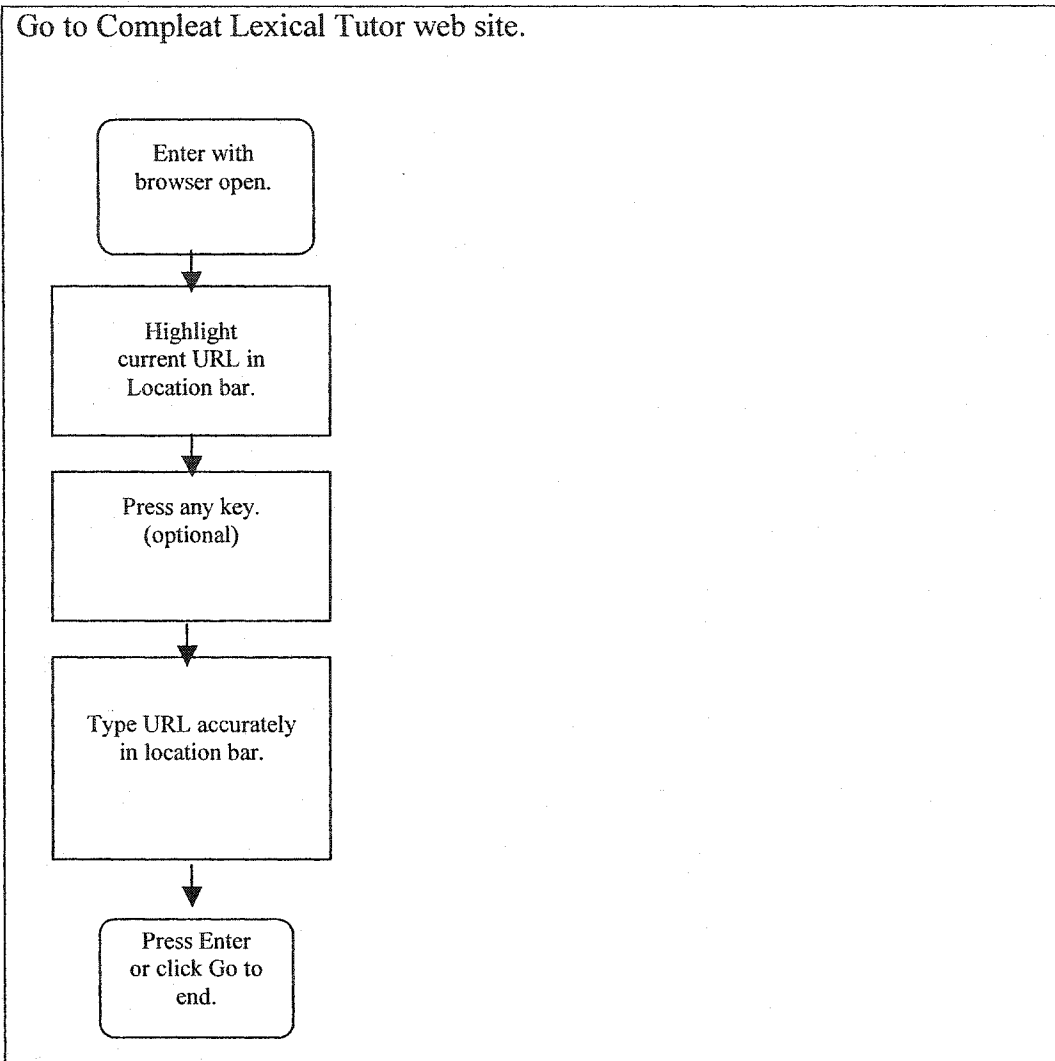 Go to Compleat Lexical Tutor web site.
Enter with
browser open.
Highlight
current URL in
Location bar.
Press any key.
(optional)
Type URL accurately
in location bar.
Press Enter
or click Go to
end.